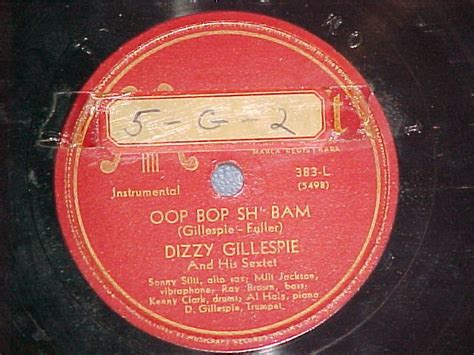 5-G-2
MARCA REGISTRADA
Instrumental
383-L
(5498)
OOP BOP SH' BAM
(Gillespie-Fuller)
DIZZY GILLESPIE
And His Sextet
Sonny Stitt, alto sax; Milt Jackson,
vibraphone; Ray Brown, bass;
Kenny Clark, drums; Al Haig, piano
D. Gillespie, Trumpet